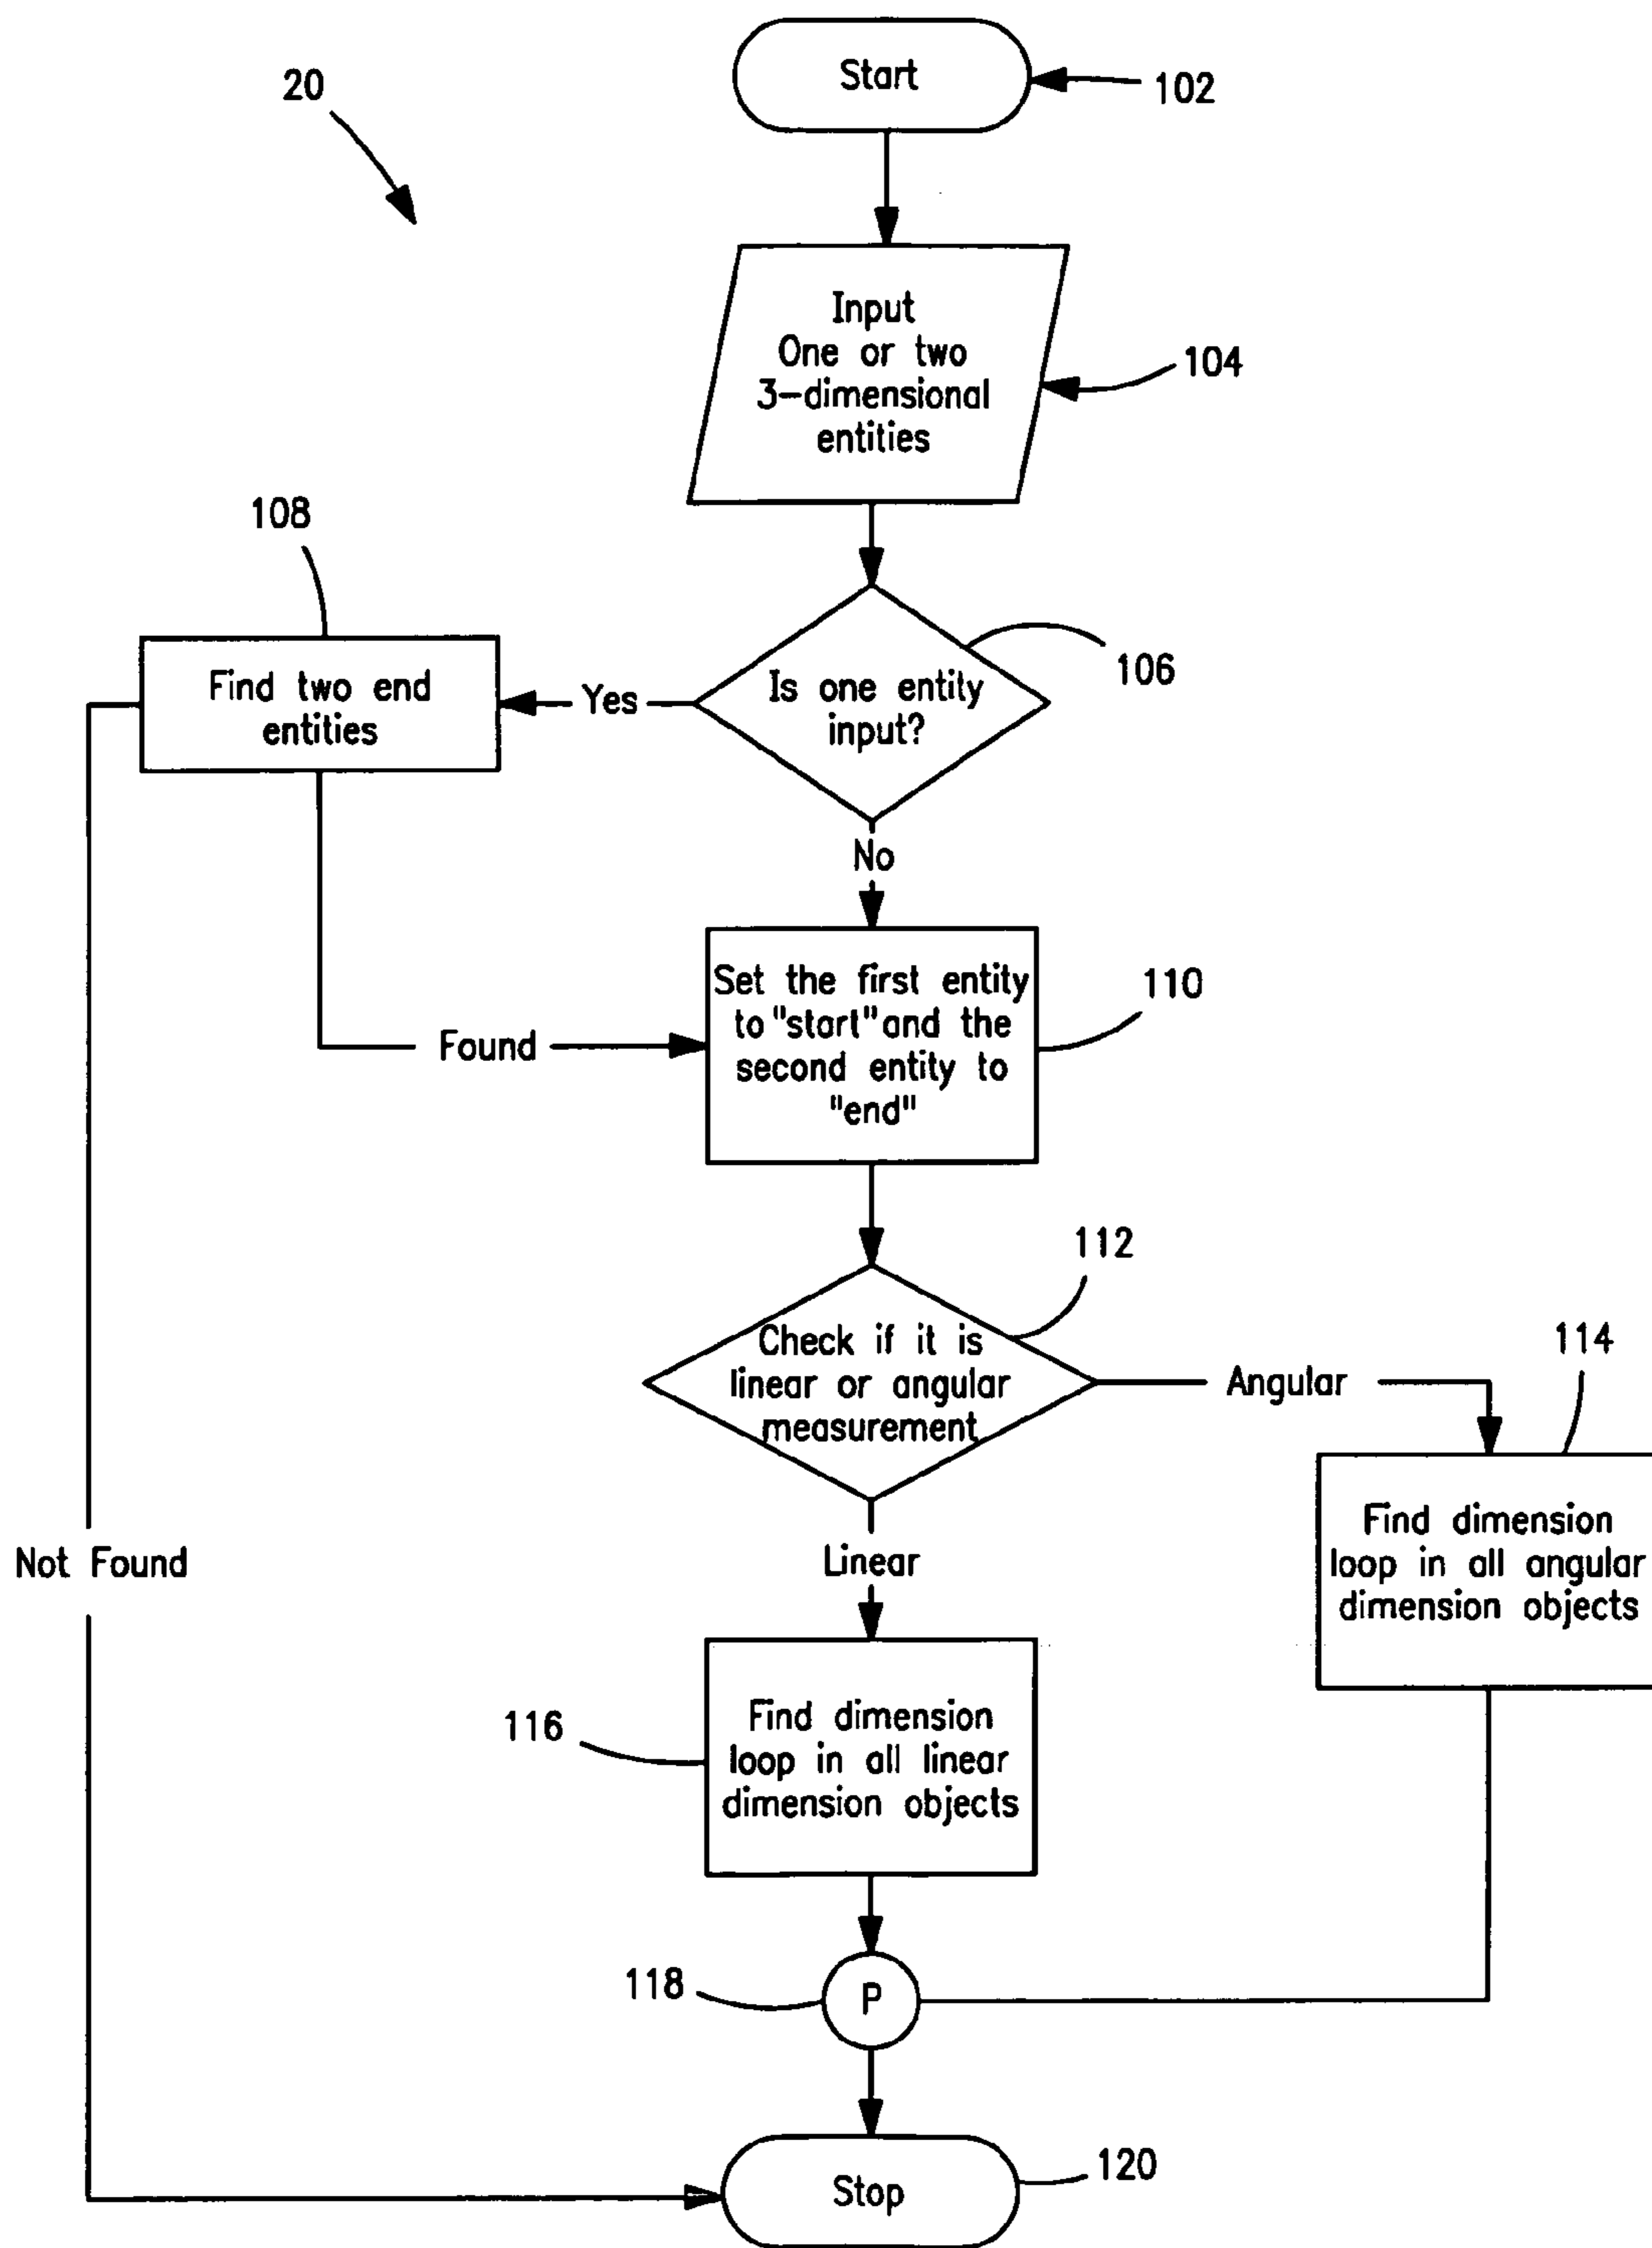 Start
102
20
Input
One or two
3-dimensional
entities
104
108
Find two end
entities
Yes
Is one entity
input?
106
No
Set the first entity
to "start" and the
second entity to
"end"
110
Found
112
Check if it is
linear or angular
measurement
Angular
114
Find dimension
loop in all angular
dimension objects
Not Found
Linear
116
Find dimension
loop in all linear
dimension objects
118
P
Stop
120